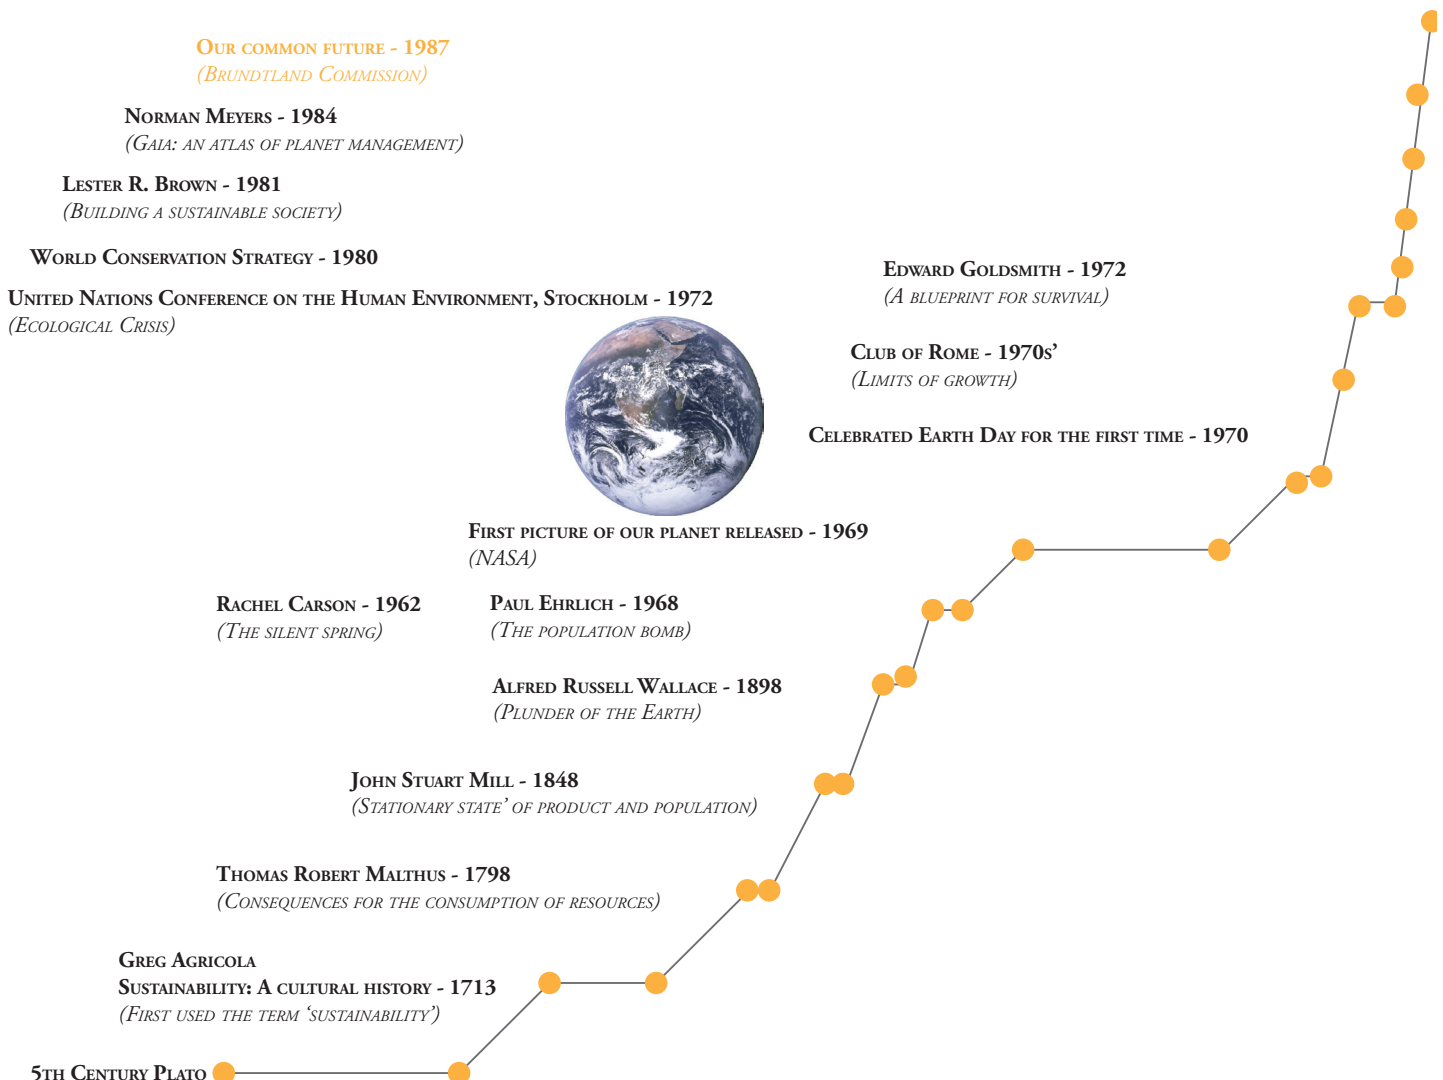 Our common future - 1987
(Brundtland Commission)
Norman Meyers - 1984
(Gaia: an atlas of planet management)
Lester R. Brown - 1981
(Building a sustainable society)
World Conservation Strategy - 1980
United Nations Conference on the Human Environment, Stockholm - 1972
(Ecological Crisis)
Edward Goldsmith - 1972
(A blueprint for survival)
Club of Rome - 1970s’
(Limits of growth)
Celebrated Earth Day for the first time - 1970
First picture of our planet released - 1969
(NASA)
Rachel Carson - 1962
(The silent spring)
Paul Ehrlich - 1968
(The population bomb)
Alfred Russell Wallace - 1898
(Plunder of the Earth)
John Stuart Mill - 1848
(Stationary state’ of product and population)
Thomas Robert Malthus - 1798
(Consequences for the consumption of resources)
Greg Agricola
Sustainability: A cultural history - 1713
(First used the term ‘sustainability’)
5th Century Plato